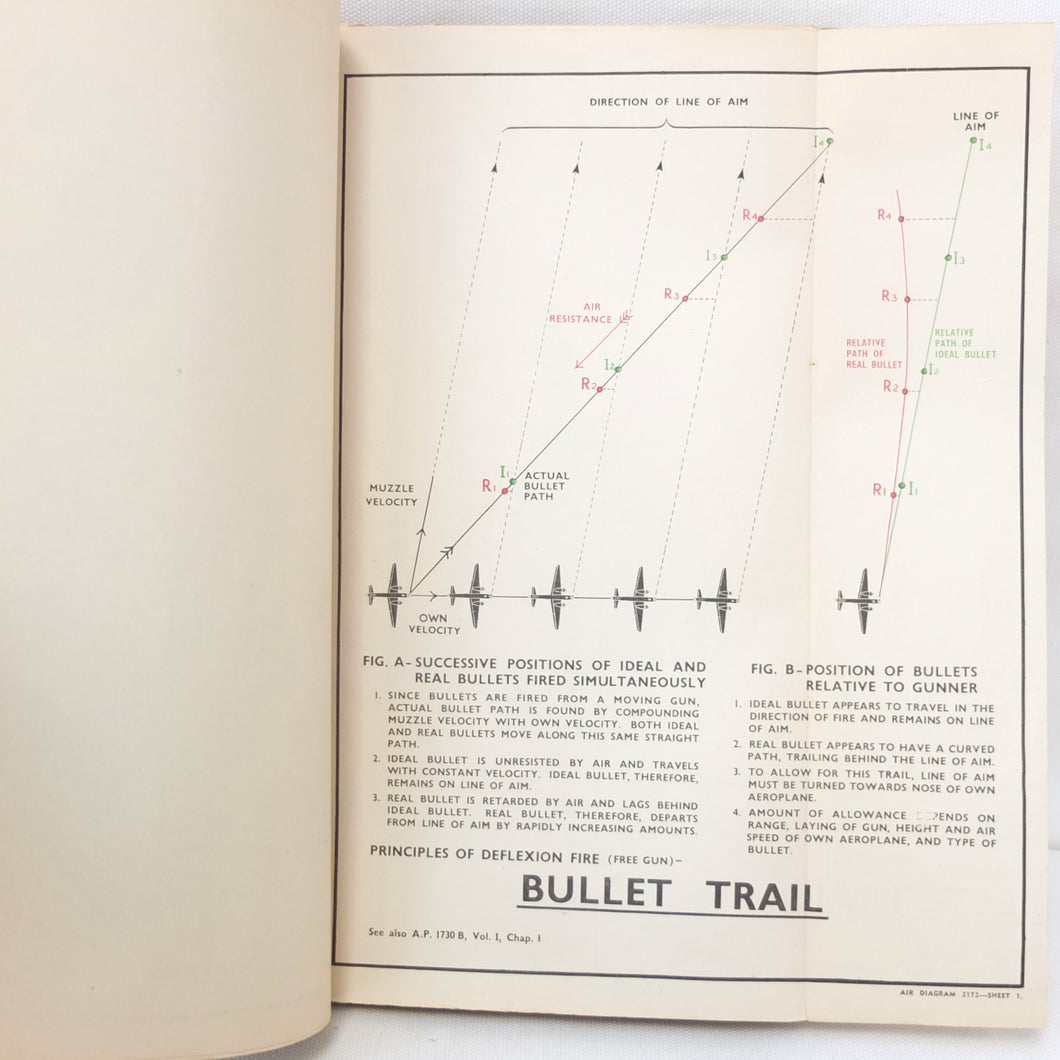 DIRECTION OF LINE OF AIM
LINE OF
AIM
I4
I4
R4
R4
I3
I3
R3
R3
AIR
RESISTANCE
RELATIVE
PATH OF
REAL BULLET
RELATIVE
PATH OF
IDEAL BULLET
I2
I2
R2
R2
I1
R1
ACTUAL
BULLET
PATH
R1
I1
MUZZLE
VELOCITY
OWN
VELOCITY
FIG. A-SUCCESSIVE POSITIONS OF IDEAL AND
REAL BULLETS FIRED SIMULTANEOUSLY
1. SINCE BULLETS ARE FIRED FROM A MOVING GUN,
ACTUAL BULLET PATH IS FOUND BY COMPOUNDING
MUZZLE VELOCITY WITH OWN VELOCITY. BOTH IDEAL
AND REAL BULLETS MOVE ALONG THIS SAME STRAIGHT
PATH.
2. IDEAL BULLET IS UNRESISTED BY AIR AND TRAVELS
WITH CONSTANT VELOCITY. IDEAL BULLET, THEREFORE,
REMAINS ON LINE OF AIM.
3. REAL BULLET IS RETARDED BY AIR AND LAGS BEHIND
IDEAL BULLET. REAL BULLET, THEREFORE, DEPARTS
FROM LINE OF AIM BY RAPIDLY INCREASING AMOUNTS.
FIG. B-POSITION OF BULLETS
RELATIVE TO GUNNER
1. IDEAL BULLET APPEARS TO TRAVEL IN THE
DIRECTION OF FIRE AND REMAINS ON LINE
OF AIM.
2. REAL BULLET APPEARS TO HAVE A CURVED
PATH, TRAILING BEHIND THE LINE OF AIM.
3. TO ALLOW FOR THIS TRAIL, LINE OF AIM
MUST BE TURNED TOWARDS NOSE OF OWN
AEROPLANE.
4. AMOUNT OF ALLOWANCE DEPENDS ON
RANGE, LAYING OF GUN, HEIGHT AND AIR
SPEED OF OWN AEROPLANE, AND TYPE OF
BULLET.
PRINCIPLES OF DEFLEXION FIRE (FREE GUN)-
BULLET TRAIL
See also A.P. 1730 B, Vol. I, Chap. I
AIR DIAGRAM 2172—SHEET 1.